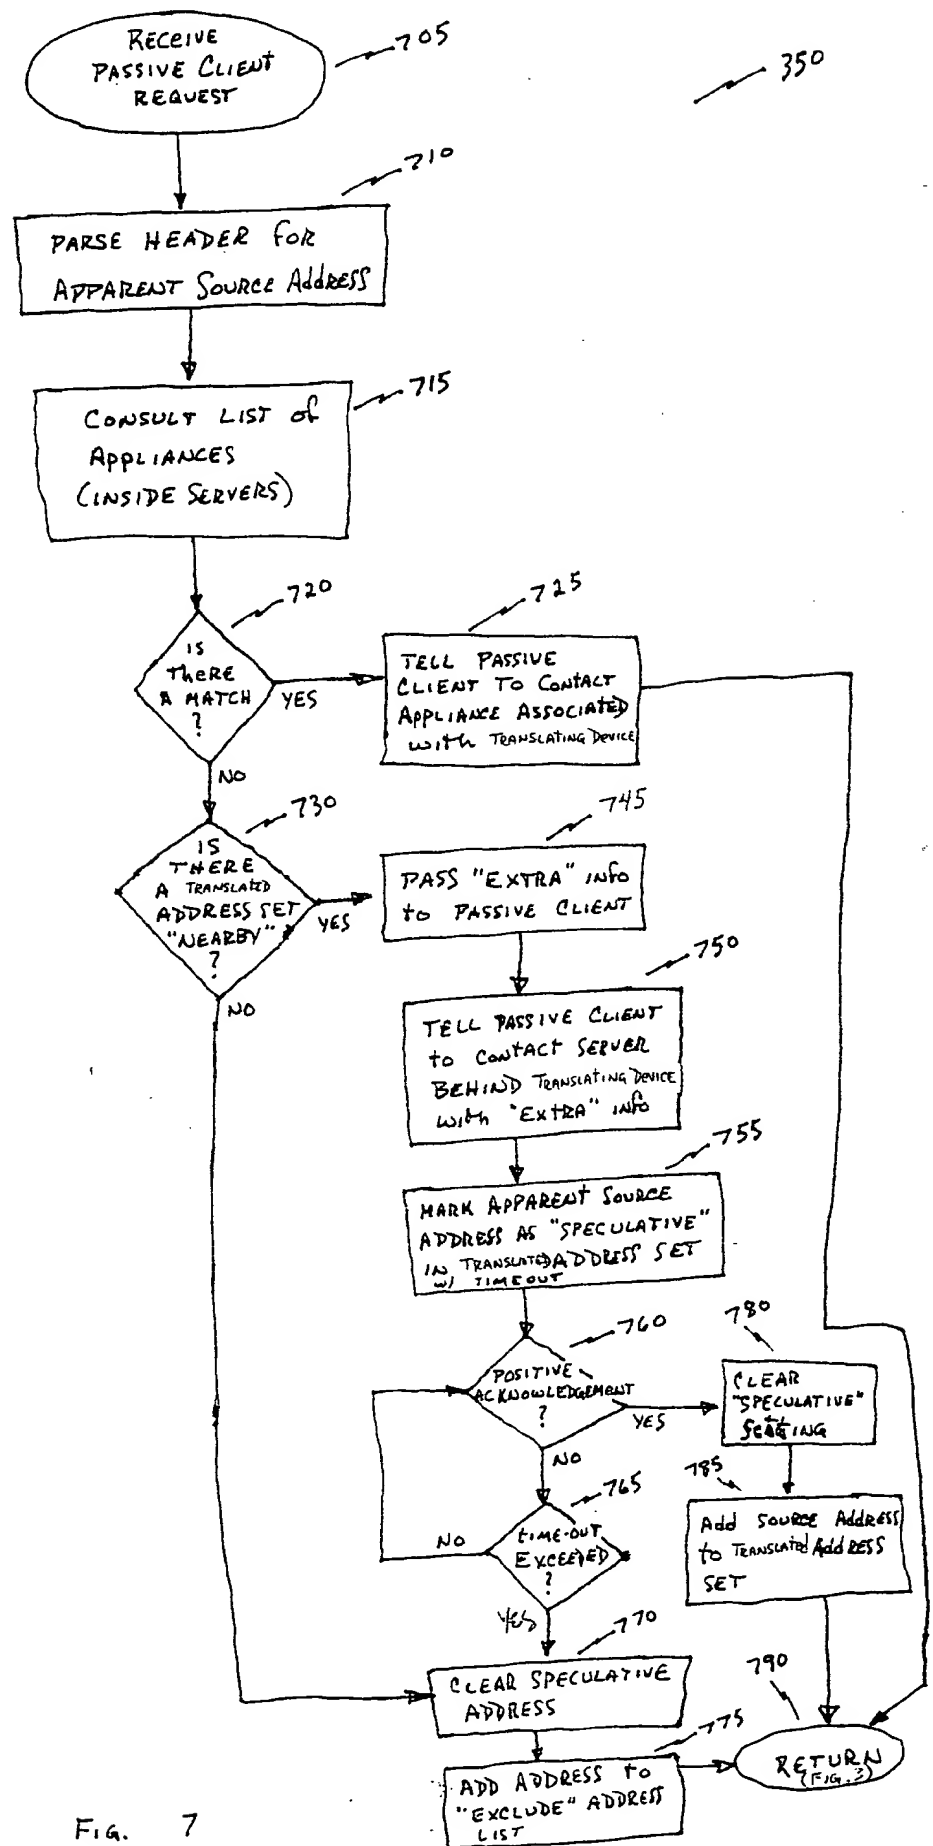 RECEIVE
PASSIVE CLIENT
REQUEST
705
350
710
PARSE HEADER FOR
APPARENT SOURCE ADDRESS
715
CONSULT LIST of
APPLIANCES
(INSIDE SERVERS)
720
IS
THERE
A MATCH
?
YES
NO
725
TELL PASSIVE
CLIENT TO CONTACT
APPLIANCE ASSOCIATED
with TRANSLATING DEVICE
730
IS
THERE
A TRANSLATED
ADDRESS SET
"NEARBY"
?
YES
NO
745
PASS "EXTRA" INFO
to PASSIVE CLIENT
750
TELL PASSIVE CLIENT
to CONTACT SERVER
BEHIND TRANSLATING DEVICE
with "EXTRA" INFO
755
MARK APPARENT SOURCE
ADDRESS AS "SPECULATIVE"
IN TRANSLATED ADDRESS SET
W/ TIMEOUT
760
POSITIVE
ACKNOWLEDGEMENT
?
YES
NO
765
TIME-OUT
EXCEEDED
?
NO
YES
780
CLEAR
"SPECULATIVE"
785
Add SOURCE Address
to TRANSLATED Address
SET
770
CLEAR SPECULATIVE
ADDRESS
775
ADD ADDRESS to
"EXCLUDE" ADDRESS
LIST
790
RETURN
(FIG. 3)
FIG. 7